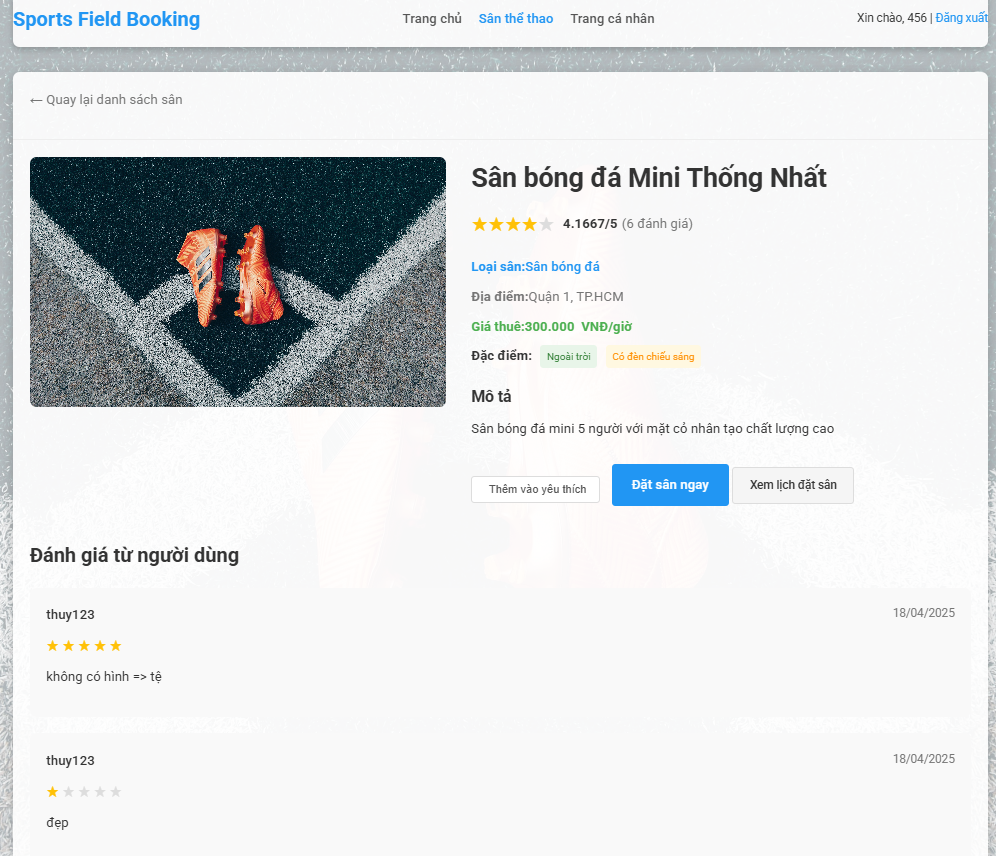 Sports Field Booking
Trang chủ Sân thể thao Trang cá nhân
Xin chào, 456 | Đăng xuất
← Quay lại danh sách sân
Sân bóng đá Mini Thống Nhất
4.1667/5 (6 đánh giá)
Loại sân:Sân bóng đá
Địa điểm:Quận 1, TP.HCM
Giá thuê:300.000 VNĐ/giờ
Đặc điểm: Ngoài trời Có đèn chiếu sáng
Mô tả
Sân bóng đá mini 5 người với mặt cỏ nhân tạo chất lượng cao
Thêm vào yêu thích Đặt sân ngay Xem lịch đặt sân
Đánh giá từ người dùng
thuy123 18/04/2025
không có hình => tệ
thuy123 18/04/2025
đẹp